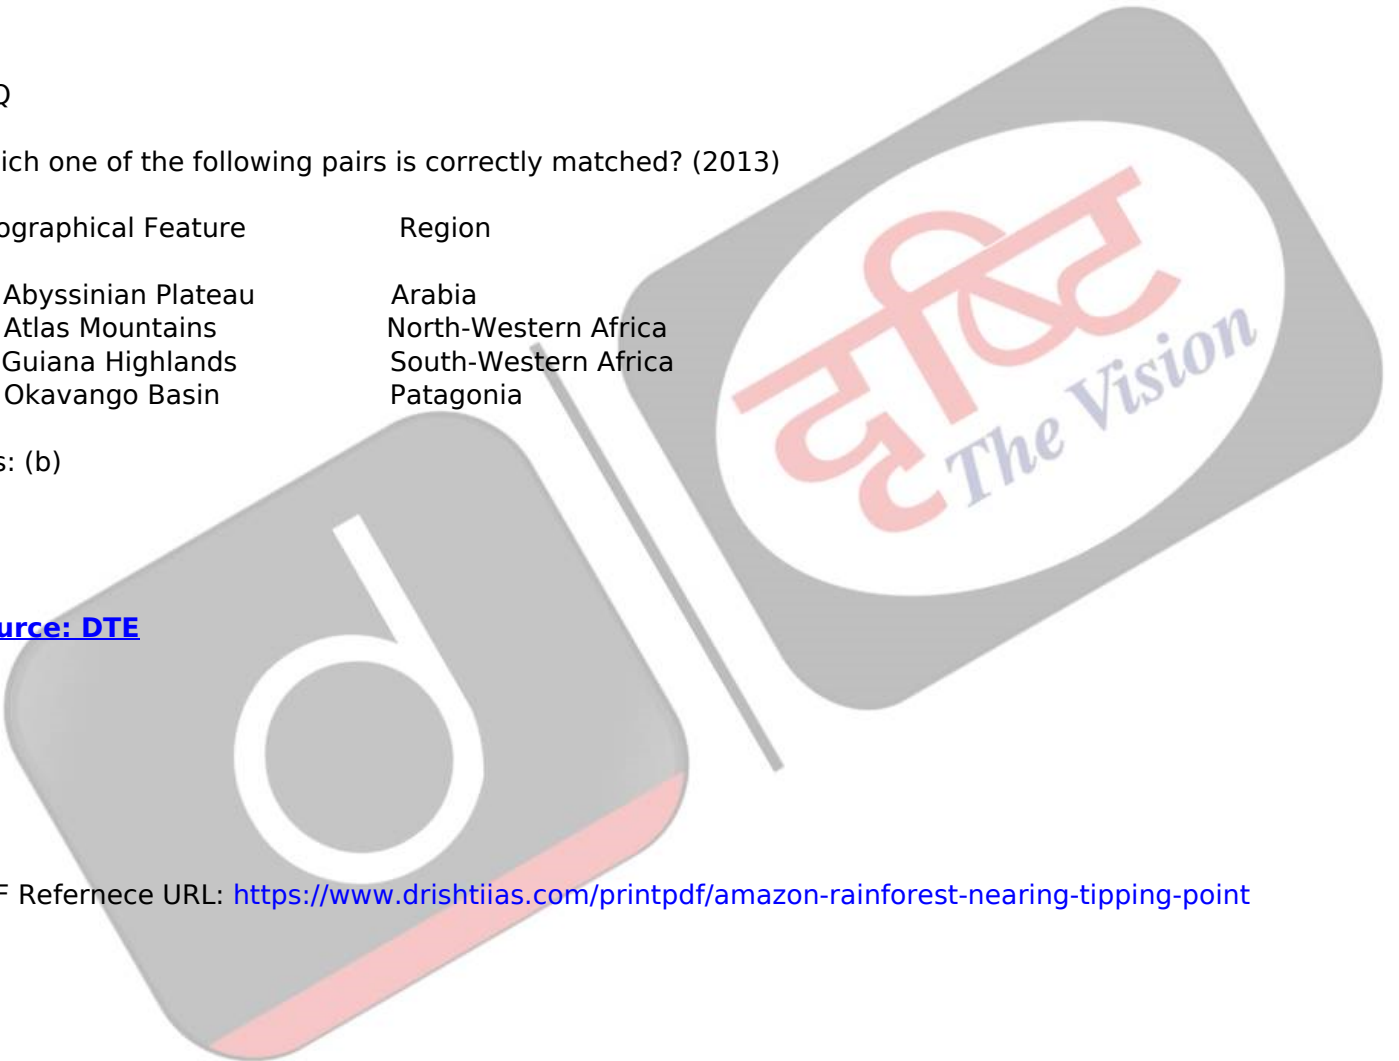 Q
ich one of the following pairs is correctly matched? (2013)
ographical Feature Region
Abyssinian Plateau Arabia
Atlas Mountains North-Western Africa
Guiana Highlands South-Western Africa
Okavango Basin Patagonia
s: (b)
urce: DTE
F Refernece URL: https://www.drishtiias.com/printpdf/amazon-rainforest-nearing-tipping-point
दृष्टि
The Vision
d